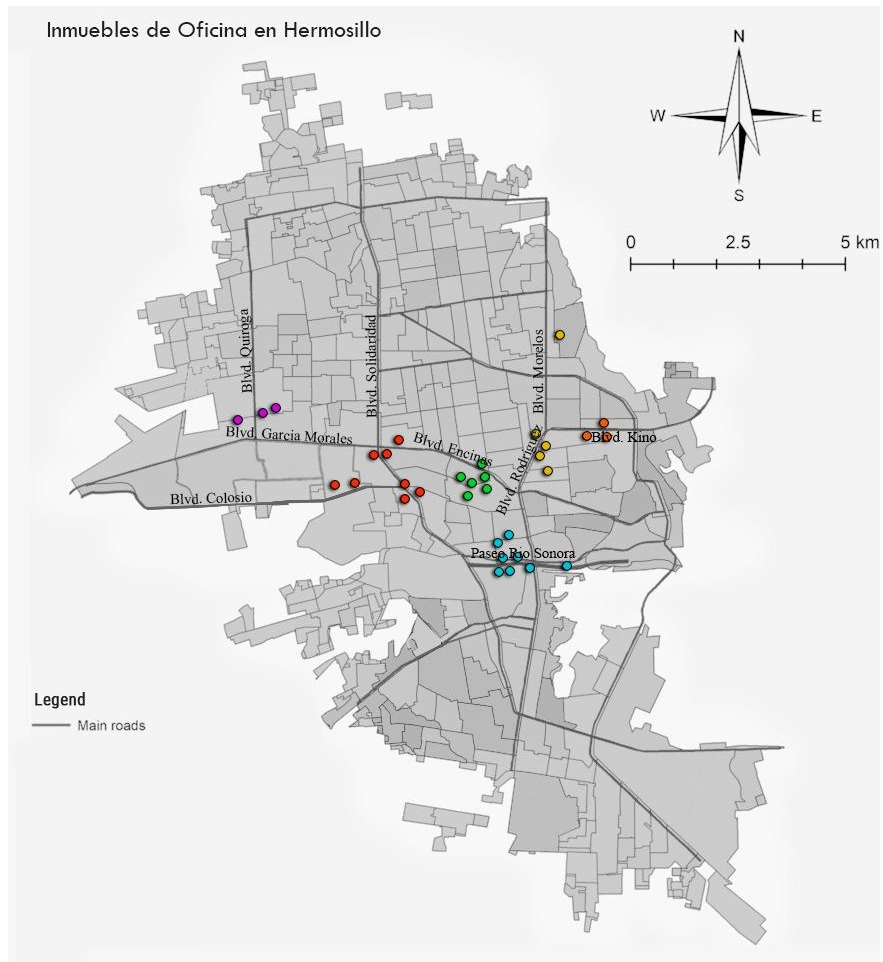 Inmuebles de Oficina en Hermosillo
N
W
E
S
0 2.5 5 km
Blvd. Quiroga
Blvd. Solidaridad
Blvd. Morelos
Blvd. Garcia Morales
Blvd. Encinas
Blvd. Rodriguez
Blvd. Kino
Blvd. Colosio
Paseo Rio Sonora
Legend
Main roads